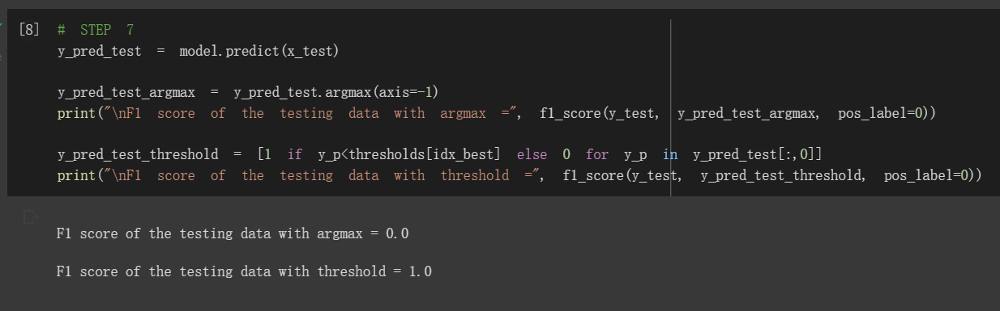 [8] # STEP 7
y_pred_test = model.predict(x_test)
y_pred_test_argmax = y_pred_test.argmax(axis=-1)
print("\nF1 score of the testing data with argmax =", f1_score(y_test, y_pred_test_argmax, pos_label=0))
y_pred_test_threshold = [1 if y_p<thresholds[idx_best] else 0 for y_p in y_pred_test[:,0]]
print("\nF1 score of the testing data with threshold =", f1_score(y_test, y_pred_test_threshold, pos_label=0))
F1 score of the testing data with argmax = 0.0
F1 score of the testing data with threshold = 1.0